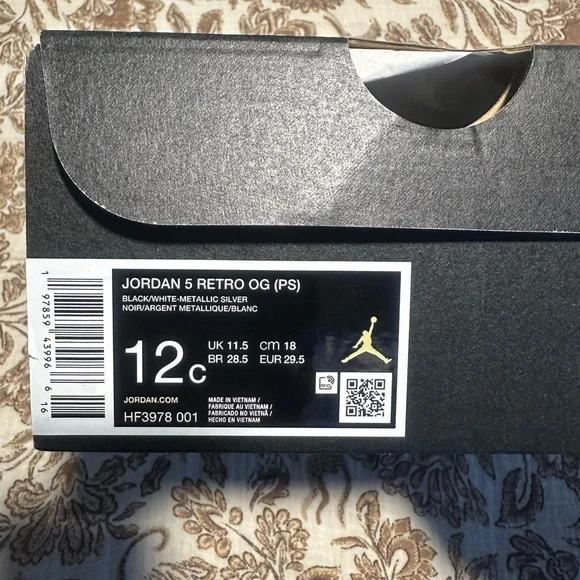 JORDAN 5 RETRO OG (PS)
BLACK/WHITE-METALLIC SILVER
NOIR/ARGENT METALLIQUE/BLANC
12C
UK 11.5 cm 18
BR 28.5 EUR 29.5
JORDAN.COM
HF3978 001
MADE IN VIETNAM/
FABRIQUE AU VIETNAM/
FABRICADO NO VIETNÃ/
HECHO EN VIETNAM
RFID
1 97859 43996 6 16